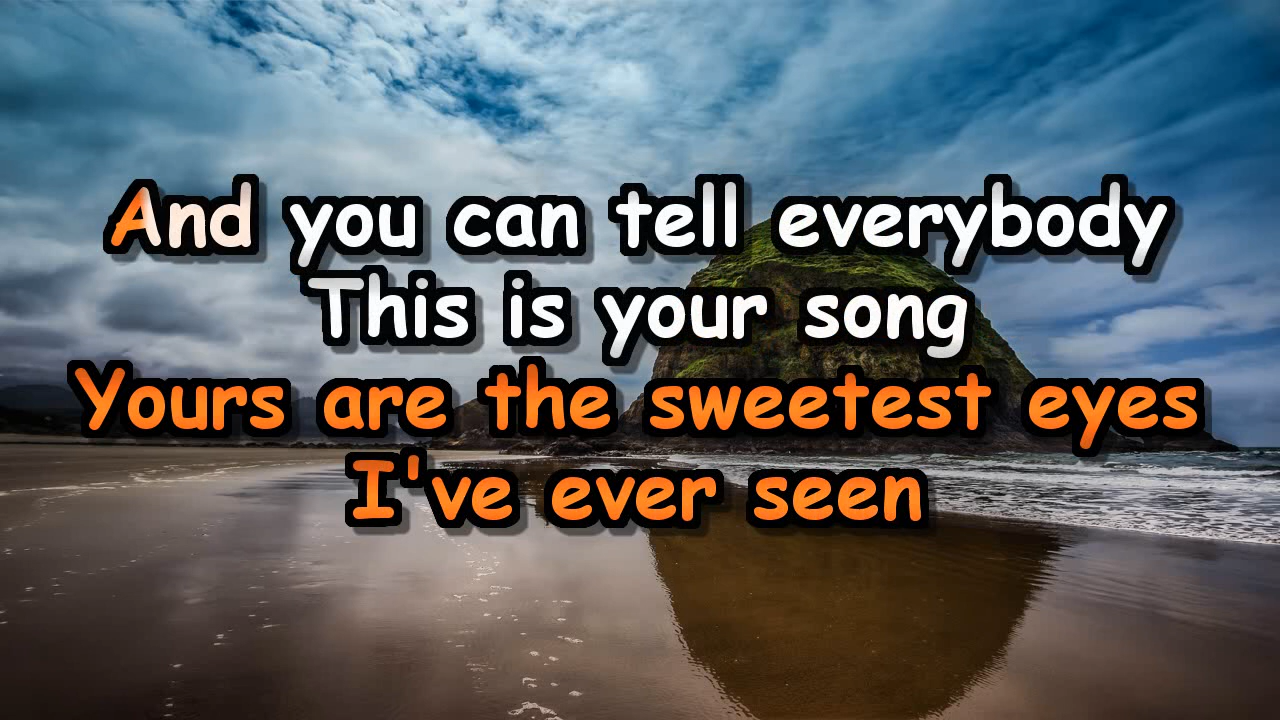 And you can tell everybody
This is your song
Yours are the sweetest eyes
I've ever seen